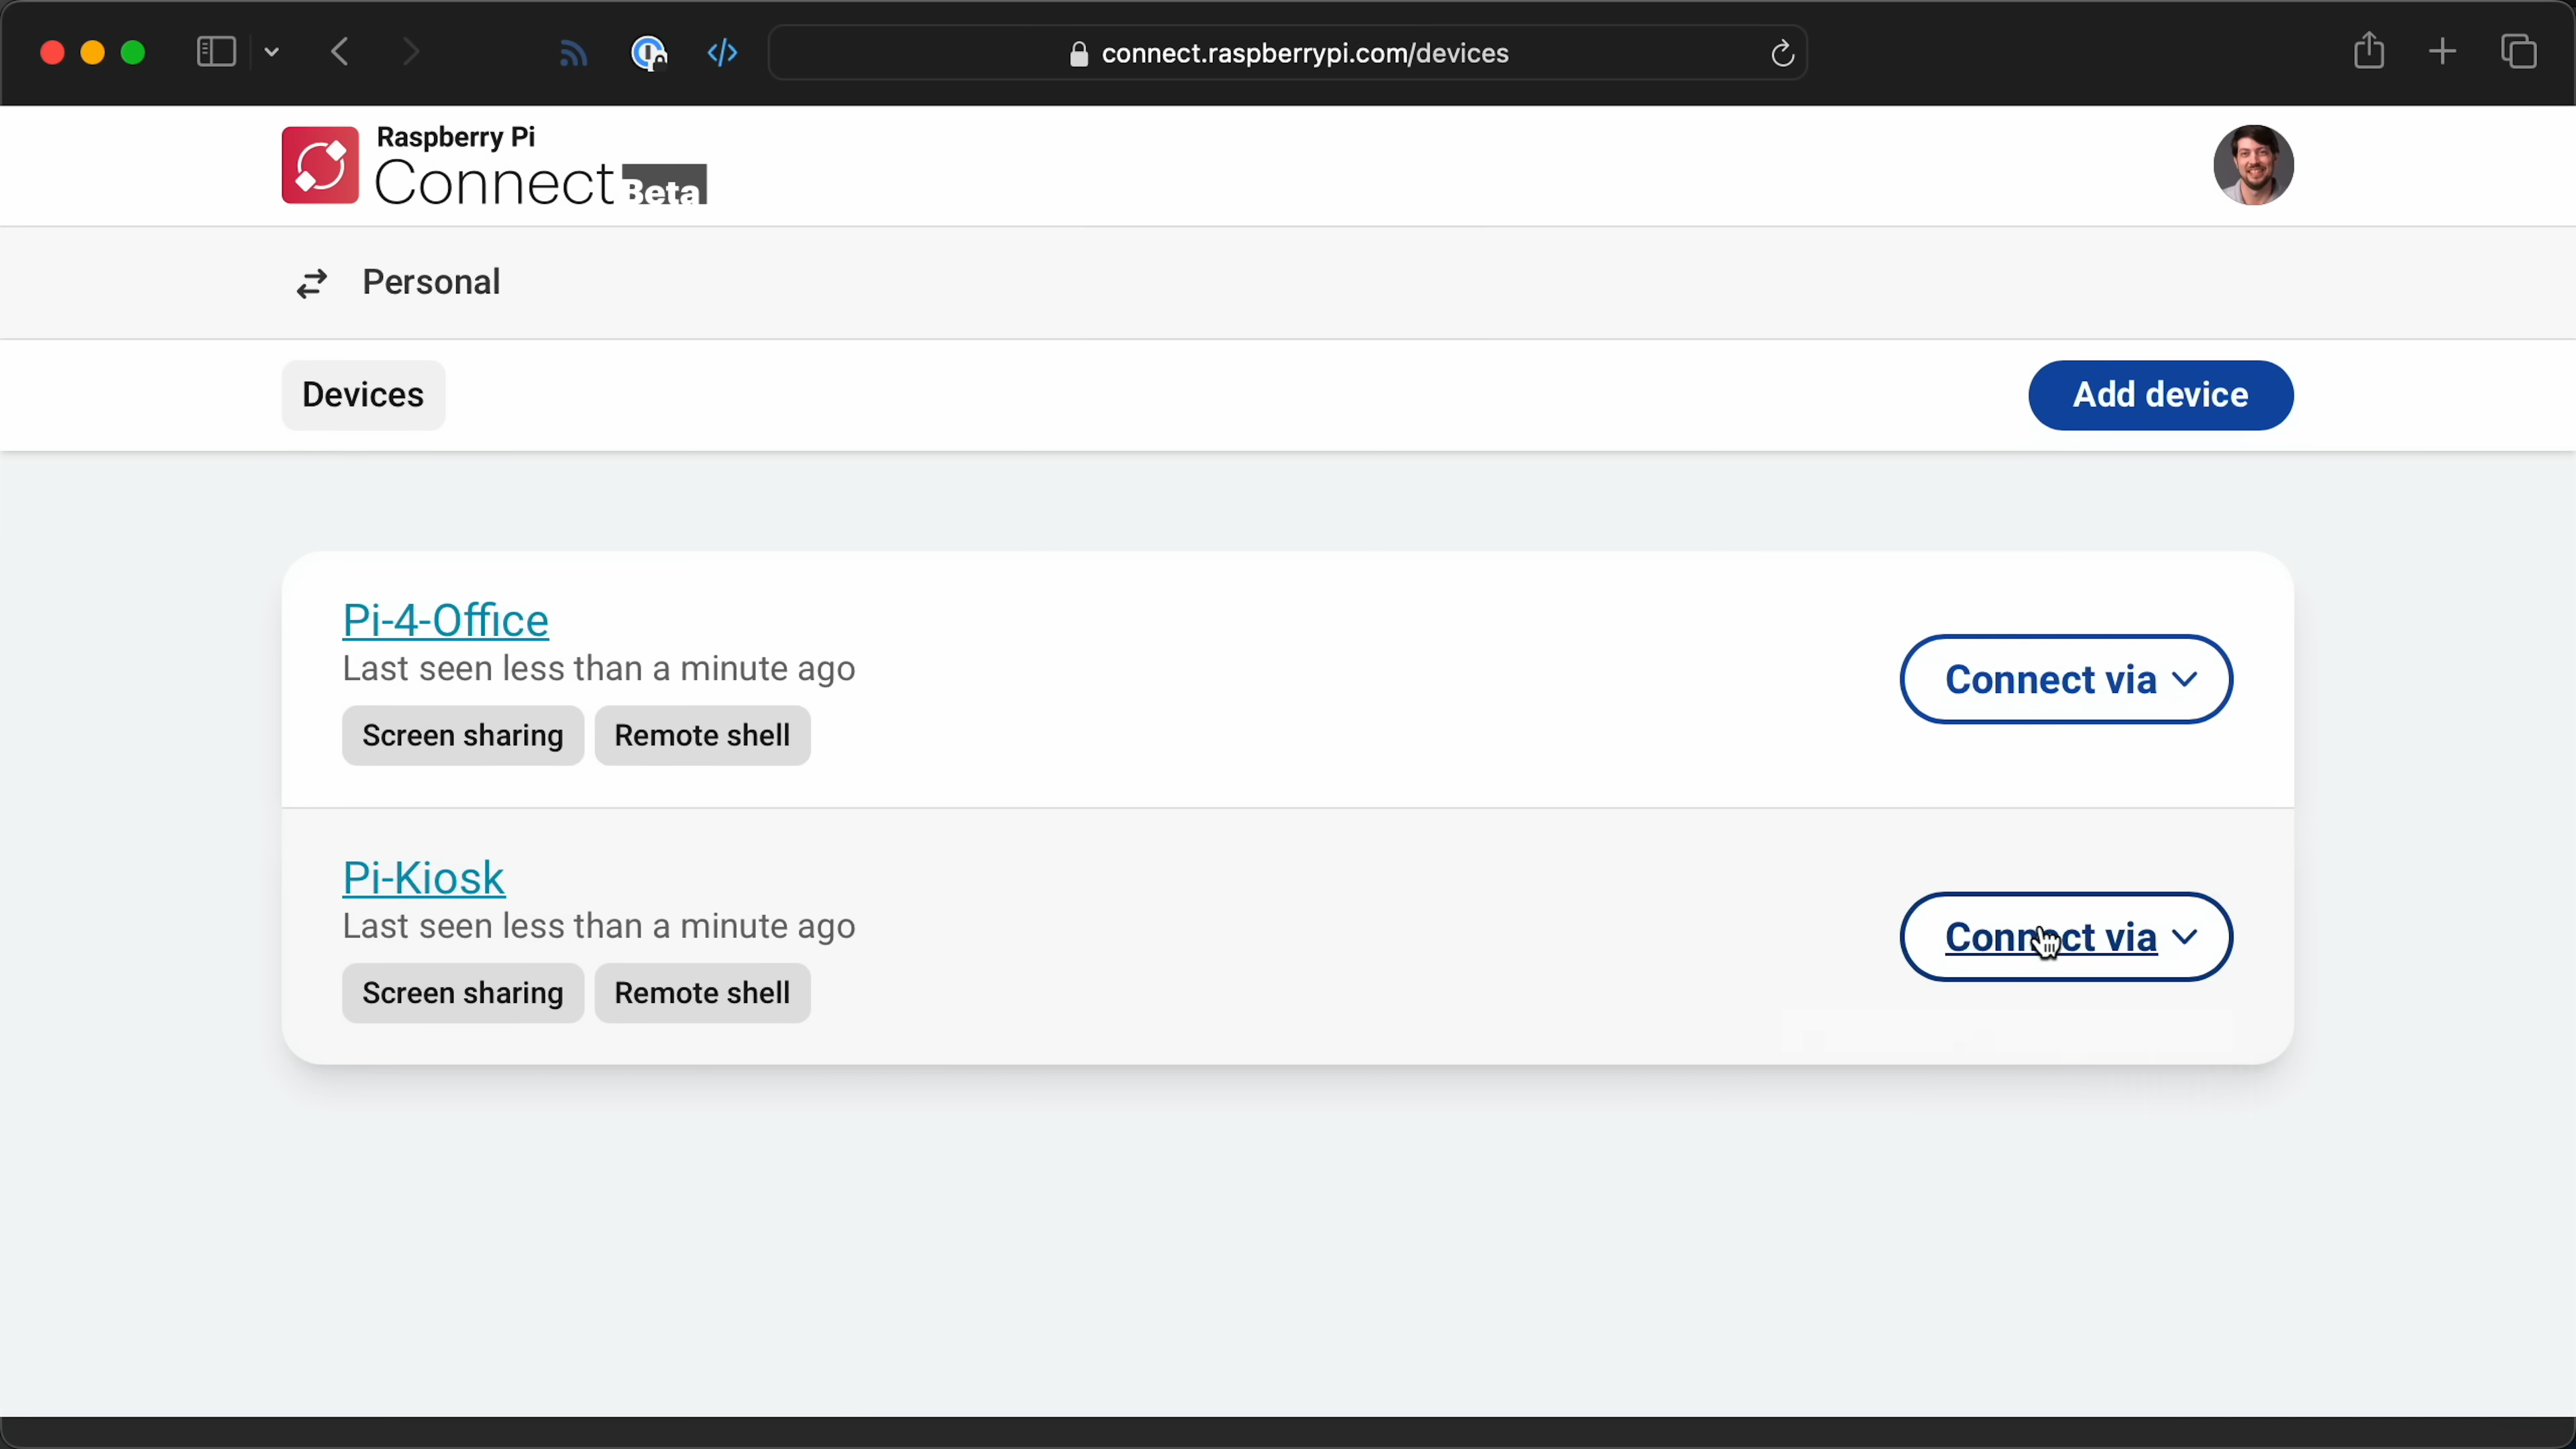 connect.raspberrypi.com/devices
Raspberry Pi
Connect Beta
Personal
Devices
Add device
Pi-4-Office
Last seen less than a minute ago
Connect via
Screen sharing Remote shell
Pi-Kiosk
Last seen less than a minute ago
Connect via
Screen sharing Remote shell